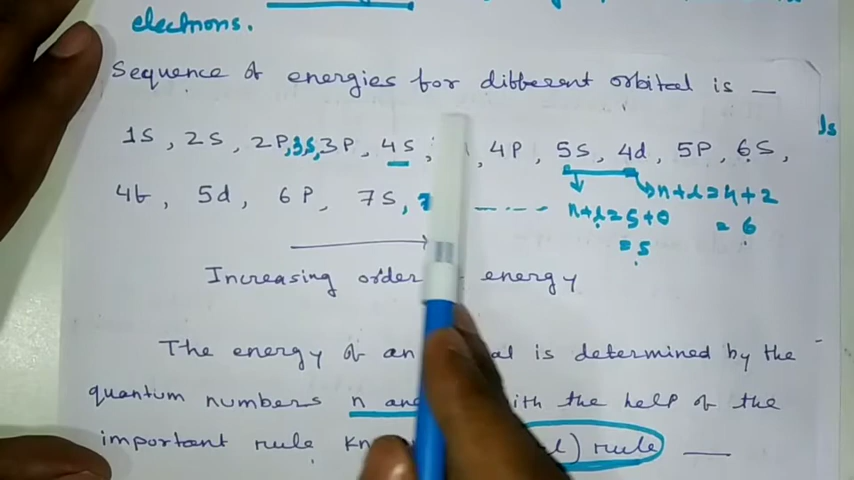 electrons.
Sequence of energies for different orbital is —
1S, 2S, 2P, 3S, 3P, 4S, , 4P, 5S, 4d, 5P, 6S,
4f, 5d, 6P, 7S, ----
n+l=4+2
=6
n+l=5+0
=5
Increasing order energy
The energy of an is determined by the
quantum numbers n with the help of the
important rule rule —